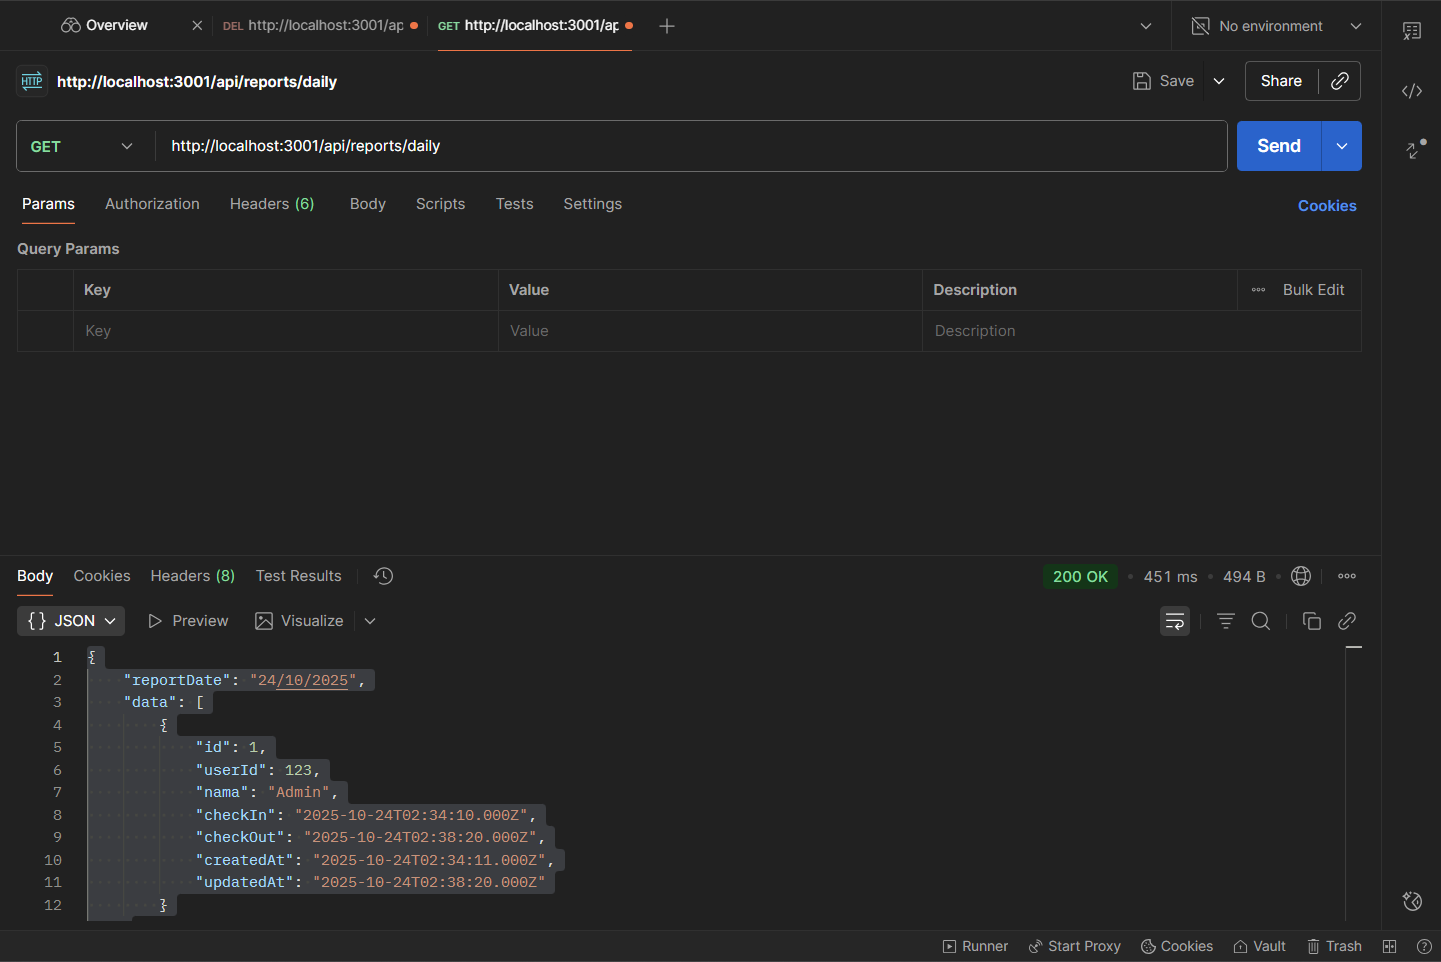 Overview
DEL http://localhost:3001/ap
GET http://localhost:3001/ap
No environment
HTTP http://localhost:3001/api/reports/daily
Save
Share
GET
http://localhost:3001/api/reports/daily
Send
Params Authorization Headers (6) Body Scripts Tests Settings
Cookies
Query Params
Key Value Description Bulk Edit
Key Value Description
Body Cookies Headers (8) Test Results
200 OK • 451 ms • 494 B
{} JSON Preview Visualize
1 {
2 "reportDate": "24/10/2025",
3 "data": [
4 {
5 "id": 1,
6 "userId": 123,
7 "nama": "Admin",
8 "checkIn": "2025-10-24T02:34:10.000Z",
9 "checkOut": "2025-10-24T02:38:20.000Z",
10 "createdAt": "2025-10-24T02:34:11.000Z",
11 "updatedAt": "2025-10-24T02:38:20.000Z"
12 }
Runner Start Proxy Cookies Vault Trash